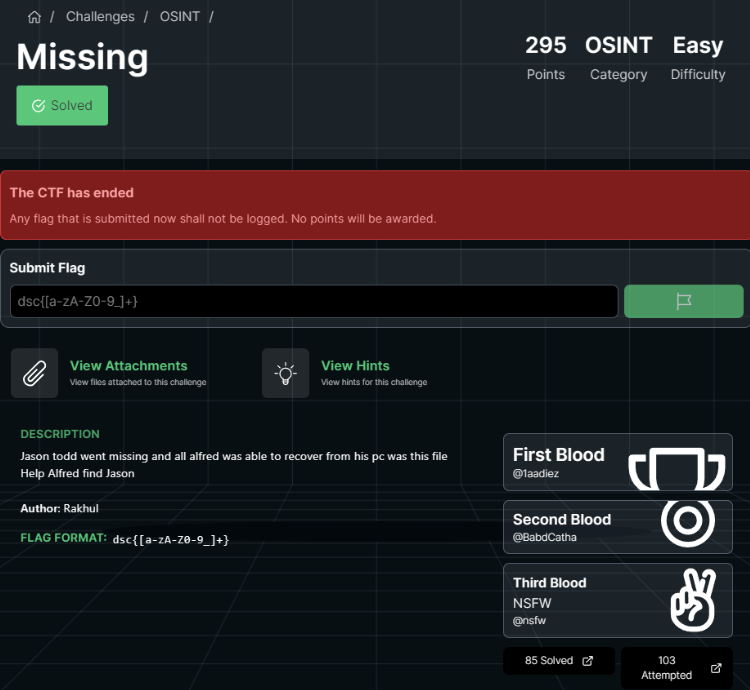 / Challenges / OSINT /
Missing
Solved
295 OSINT Easy
Points Category Difficulty
The CTF has ended
Any flag that is submitted now shall not be logged. No points will be awarded.
Submit Flag
dsc{[a-zA-Z0-9_]+}
View Attachments
View files attached to this challenge
View Hints
View hints for this challenge
DESCRIPTION
Jason todd went missing and all alfred was able to recover from his pc was this file
Help Alfred find Jason
Author: Rakhul
FLAG FORMAT: dsc{[a-zA-Z0-9_]+}
First Blood
@1aadiez
Second Blood
@BabdCatha
Third Blood
NSFW
@nsfw
85 Solved
103
Attempted